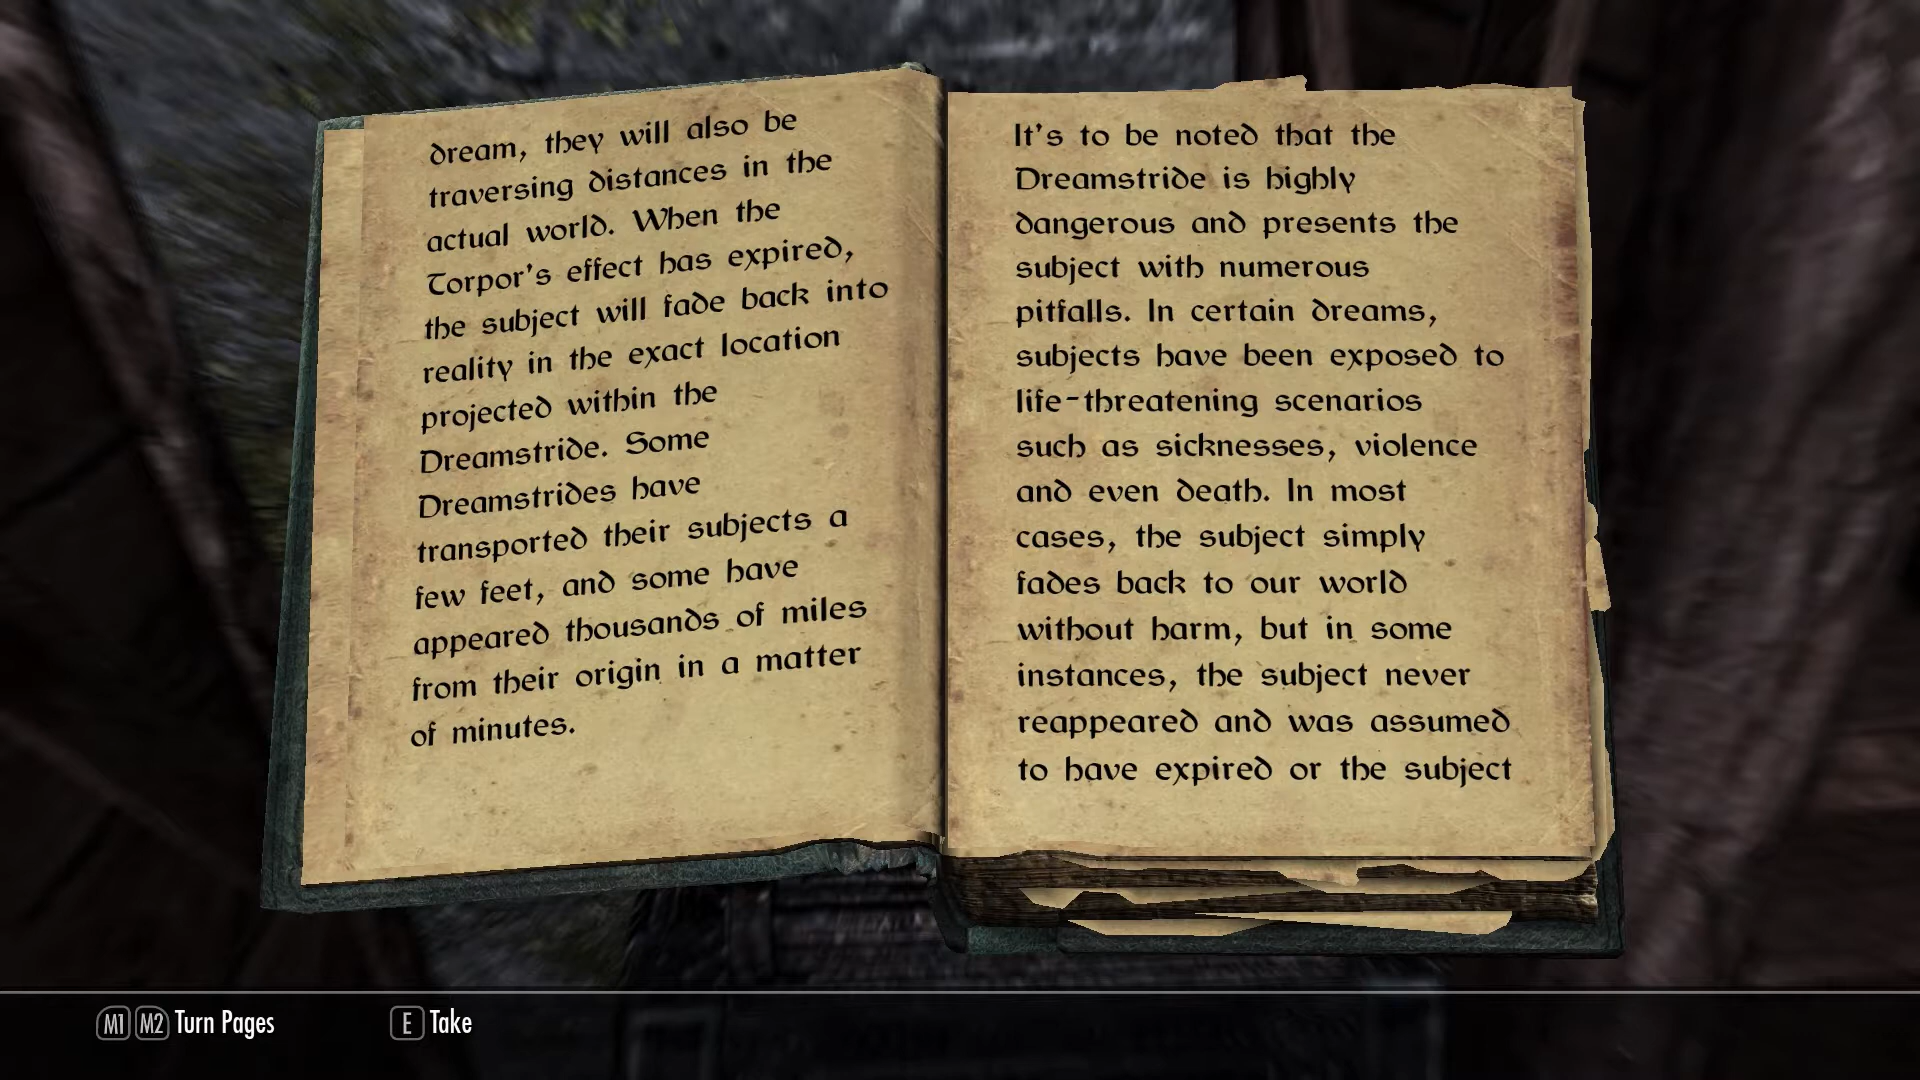 dream, they will also be
traversing distances in the
actual world. When the
Torpor's effect has expired,
the subject will fade back into
reality in the exact location
projected within the
Dreamstride. Some
Dreamstrides have
transported their subjects a
few feet, and some have
appeared thousands of miles
from their origin in a matter
of minutes.
It's to be noted that the
Dreamstride is highly
dangerous and presents the
subject with numerous
pitfalls. In certain dreams,
subjects have been exposed to
life-threatening scenarios
such as sicknesses, violence
and even death. In most
cases, the subject simply
fades back to our world
without harm, but in some
instances, the subject never
reappeared and was assumed
to have expired or the subject
M1 M2 Turn Pages
E Take